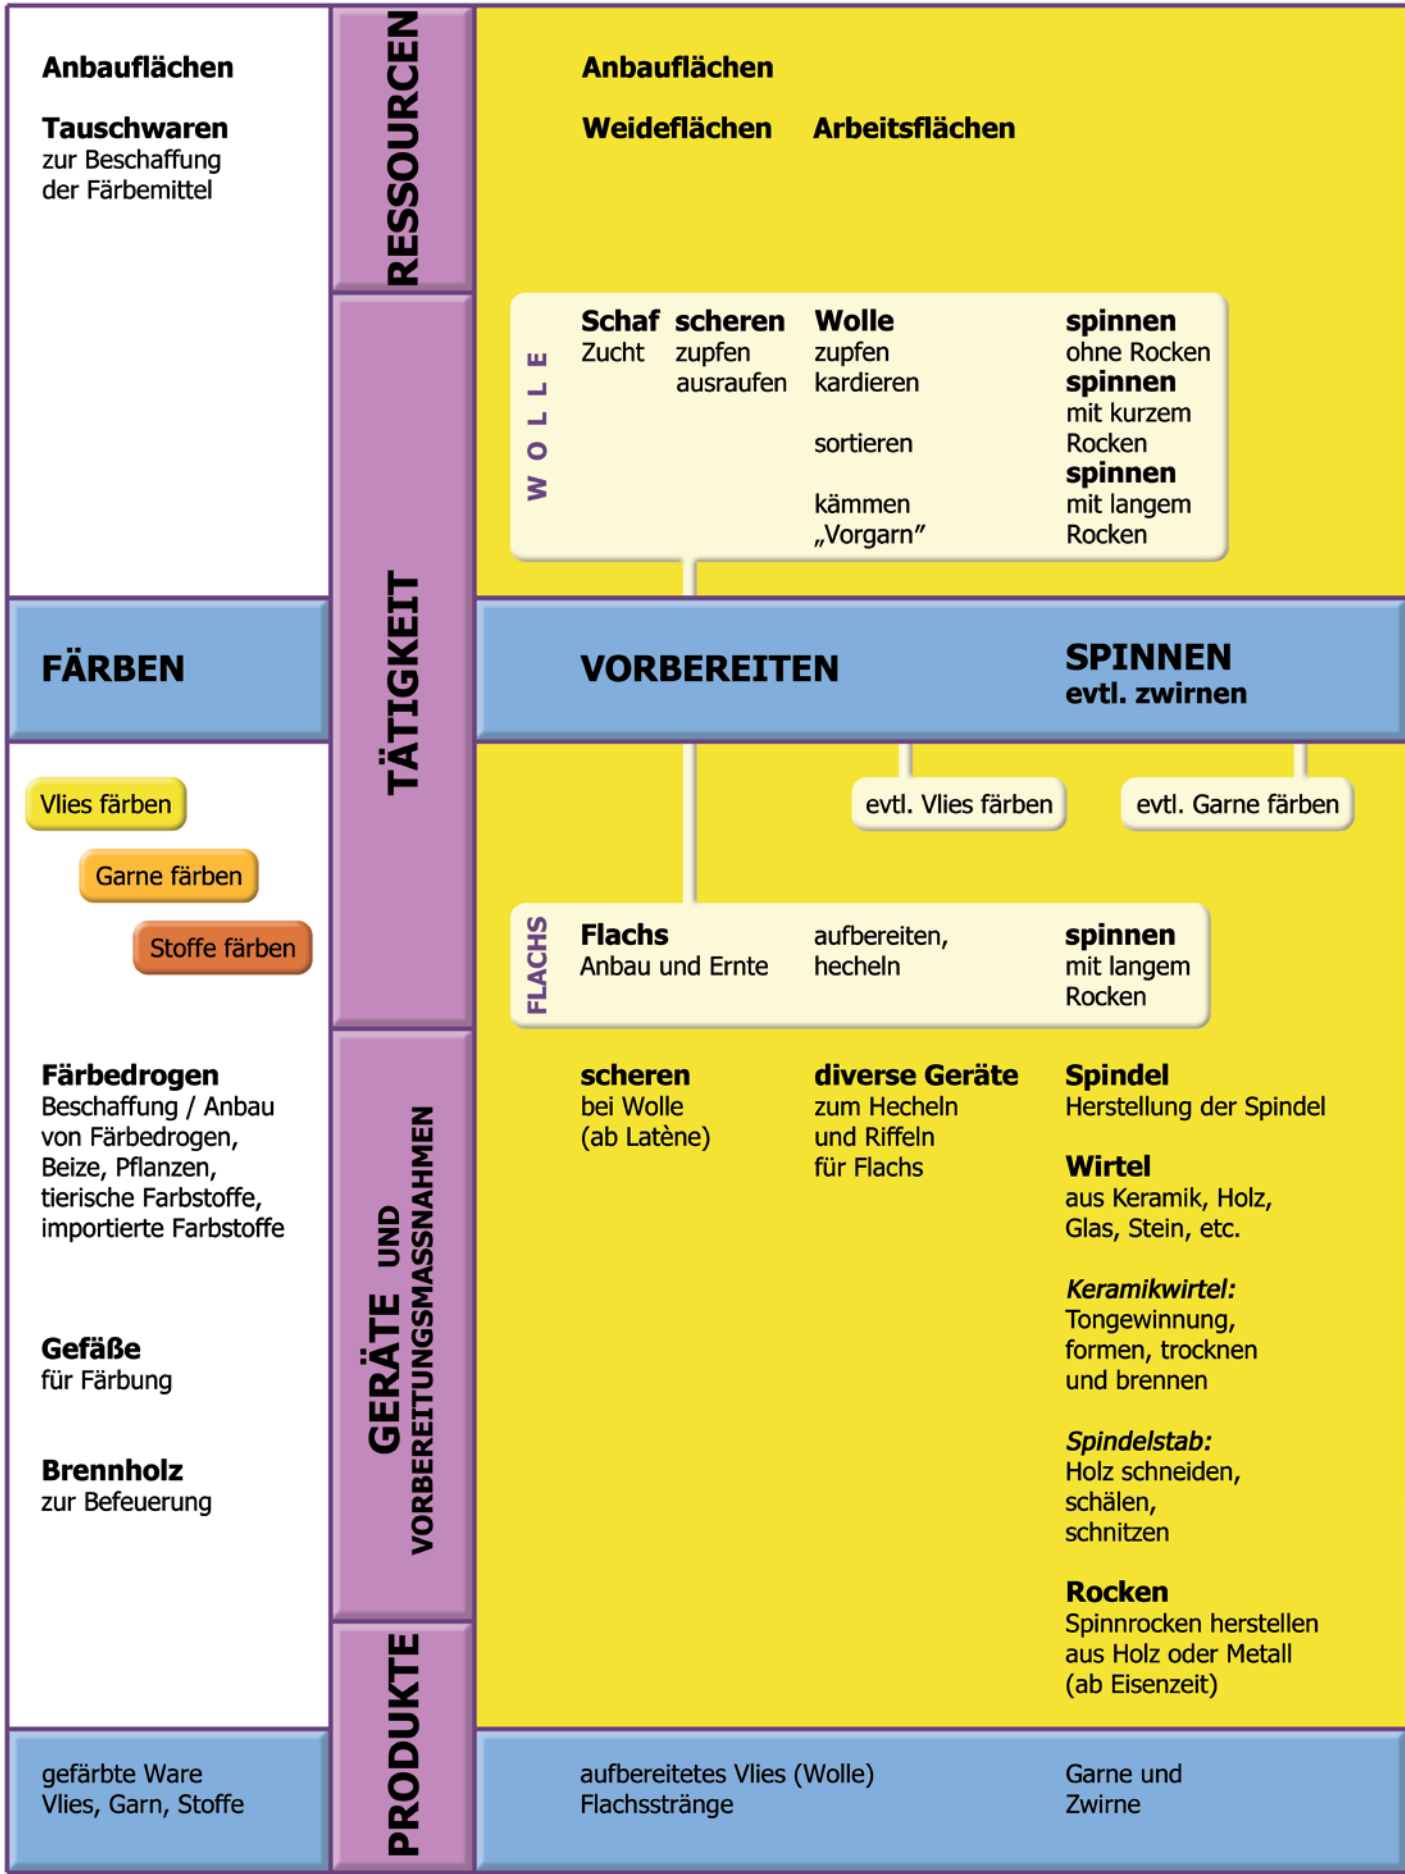 Anbauflächen
Tauschwaren
zur Beschaffung
der Färbemittel
FÄRBEN
Vlies färben
Garne färben
Stoffe färben
Färbedrogen
Beschaffung / Anbau
von Färbedrogen,
Beize, Pflanzen,
tierische Farbstoffe,
importierte Farbstoffe
Gefäße
für Färbung
Brennholz
zur Befeuerung
gefärbte Ware
Vlies, Garn, Stoffe
RESSOURCEN
TÄTIGKEIT
GERÄTE UND
VORBEREITUNGSMASSNAHMEN
PRODUKTE
Anbauflächen
Weideflächen Arbeitsflächen
WOLLE
Schaf
Zucht
scheren
zupfen
ausraufen
Wolle
zupfen
kardieren
sortieren
kämmen
„Vorgarn”
spinnen
ohne Rocken
spinnen
mit kurzem
Rocken
spinnen
mit langem
Rocken
VORBEREITEN
SPINNEN
evtl. zwirnen
evtl. Vlies färben
evtl. Garne färben
FLACHS
Flachs
Anbau und Ernte
aufbereiten,
hecheln
spinnen
mit langem
Rocken
scheren
bei Wolle
(ab Latène)
diverse Geräte
zum Hecheln
und Riffeln
für Flachs
Spindel
Herstellung der Spindel
Wirtel
aus Keramik, Holz,
Glas, Stein, etc.
Keramikwirtel:
Tongewinnung,
formen, trocknen
und brennen
Spindelstab:
Holz schneiden,
schälen,
schnitzen
Rocken
Spinnrocken herstellen
aus Holz oder Metall
(ab Eisenzeit)
aufbereitetes Vlies (Wolle)
Flachsstränge
Garne und
Zwirne